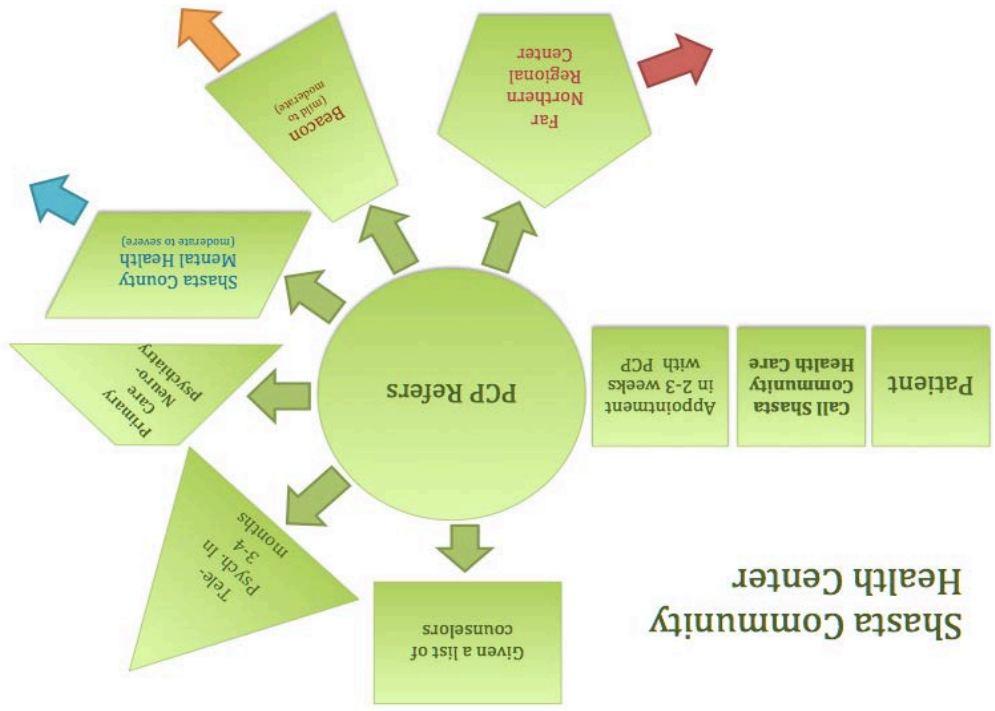 Shasta Community
Health Center
Patient
Call Shasta
Community
Health Care
Appointment
in 2-3 weeks
with PCP
PCP Refers
Given a list of
counselors
Tele-
Psych. In
3-4
months
Primary
Care
Neuro-
psychiatry
Shasta County
Mental Health
(moderate to severe)
Beacon
(mild to
moderate)
Far
Northern
Regional
Center